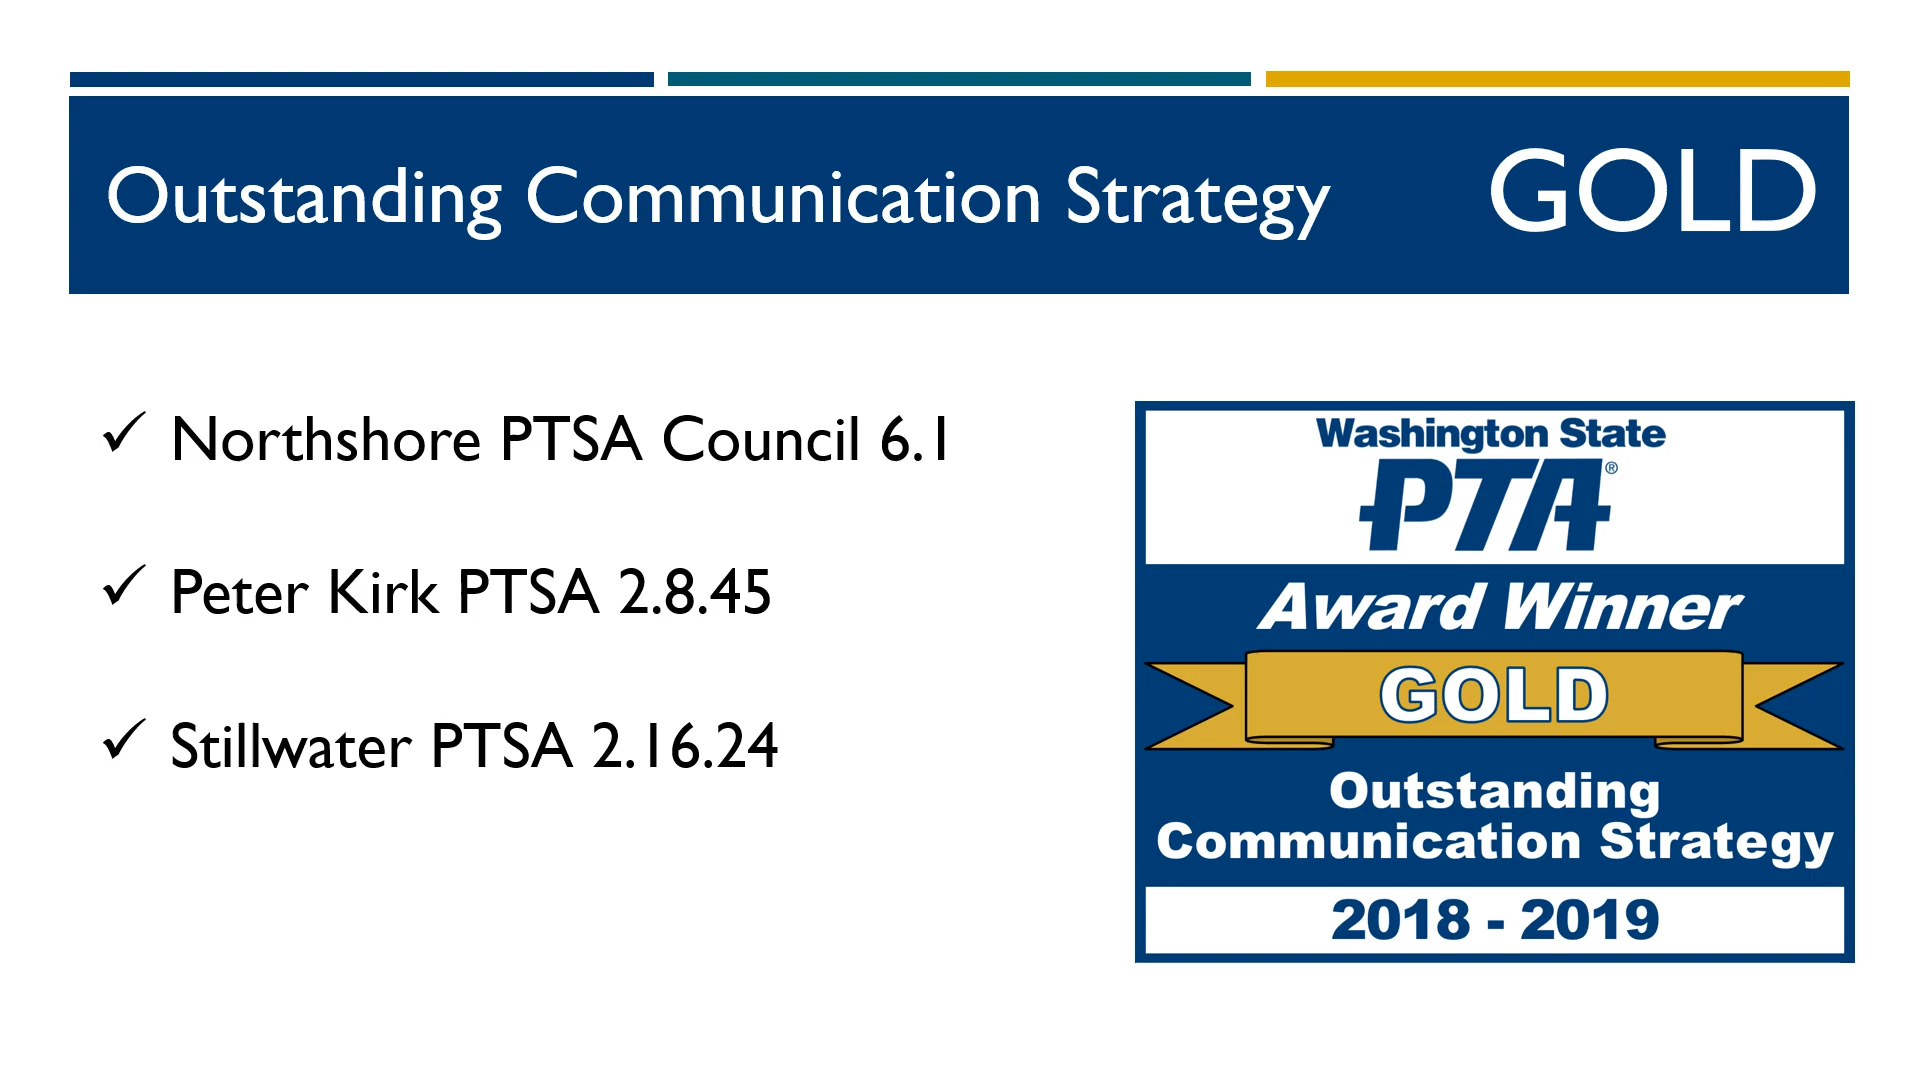 Outstanding Communication Strategy GOLD
✓ Northshore PTSA Council 6.1
✓ Peter Kirk PTSA 2.8.45
✓ Stillwater PTSA 2.16.24
Washington State
PTA®
Award Winner
GOLD
Outstanding
Communication Strategy
2018 - 2019